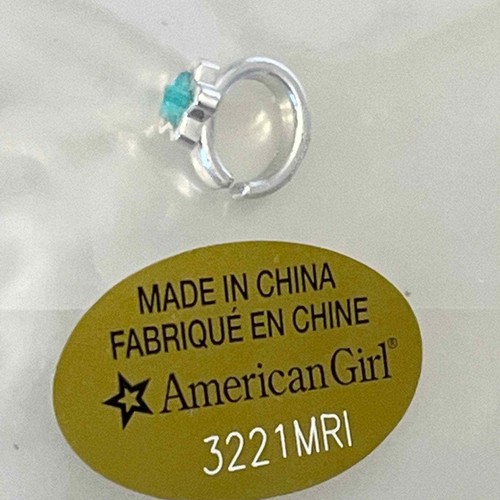 MADE IN CHINA
FABRIQUÉ EN CHINE
American Girl®
3221MRI